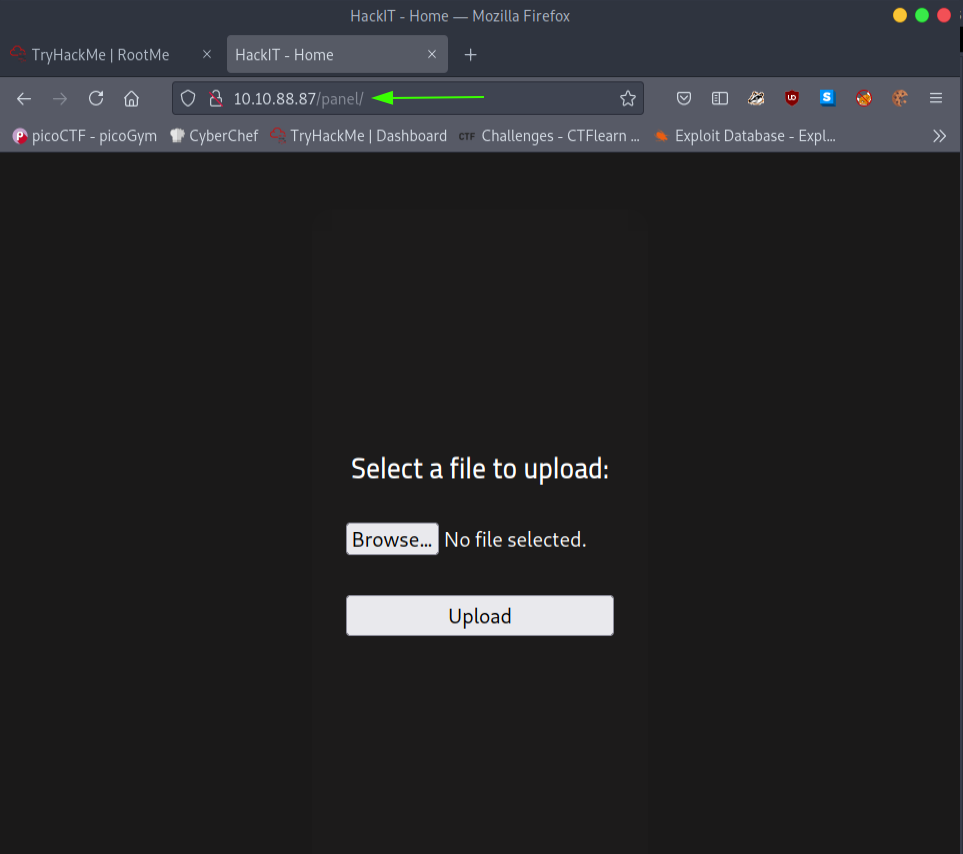 HackIT - Home — Mozilla Firefox
TryHackMe | RootMe
HackIT - Home
10.10.88.87/panel/
picoCTF - picoGym CyberChef TryHackMe | Dashboard CTF Challenges - CTFlearn ... Exploit Database - Expl...
Select a file to upload:
Browse... No file selected.
Upload